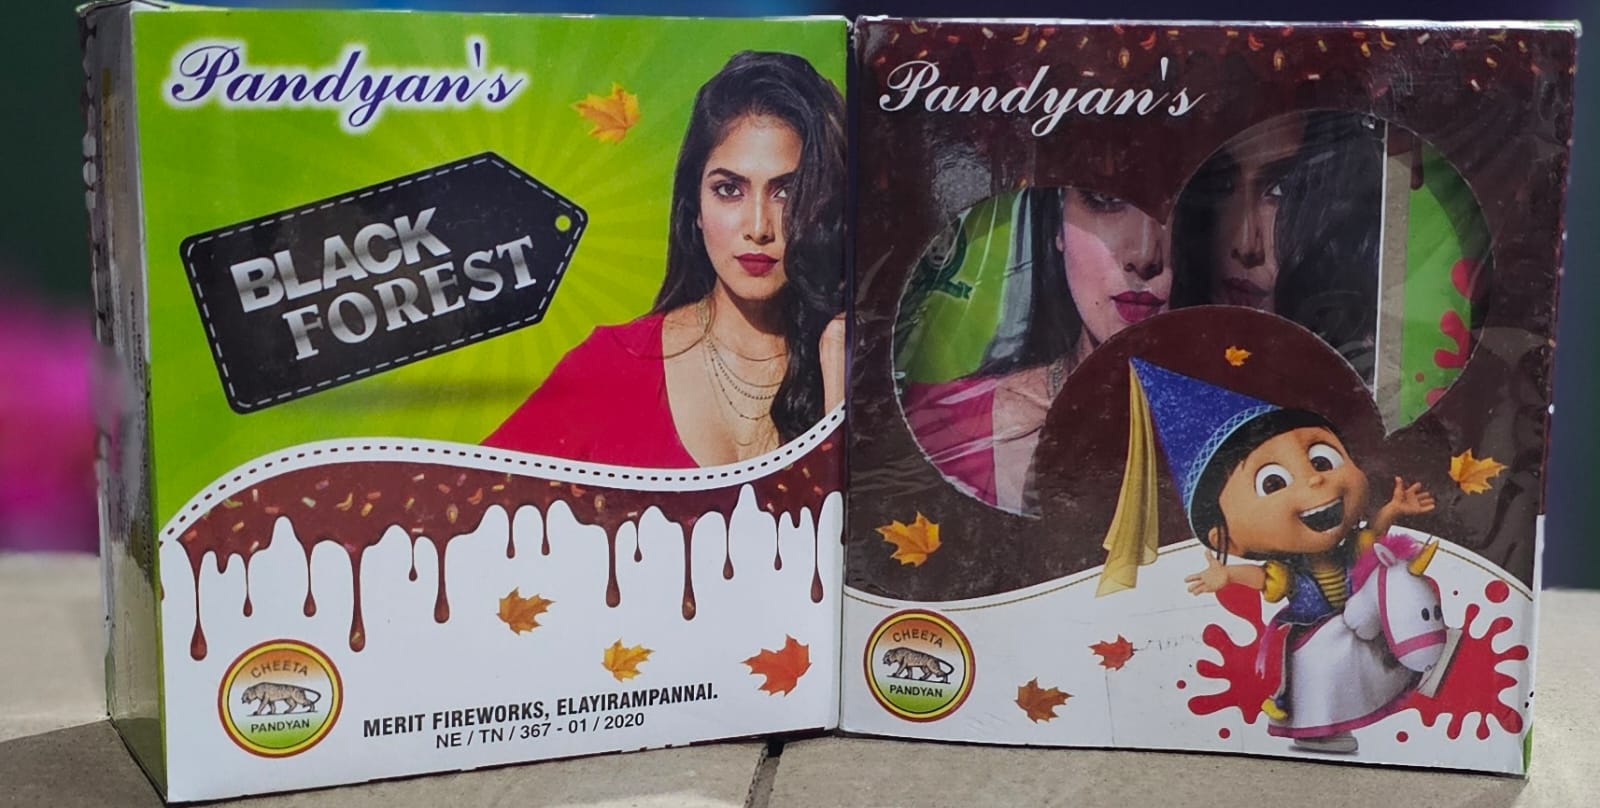 Pandyan's
BLACK
FOREST
CHEETA
PANDYAN
MERIT FIREWORKS, ELAYIRAMPANNAI.
NE / TN / 367 - 01 / 2020
Pandyan's
CHEETA
PANDYAN